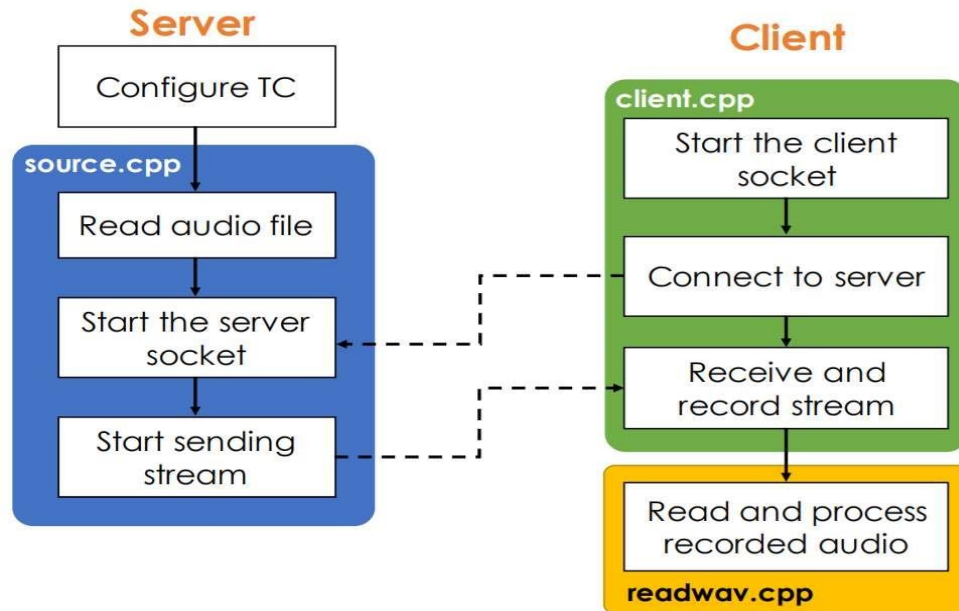 Server
Configure TC
source.cpp
Read audio file
Start the server
socket
Start sending
stream
Client
client.cpp
Start the client
socket
Connect to server
Receive and
record stream
Read and process
recorded audio
readwav.cpp